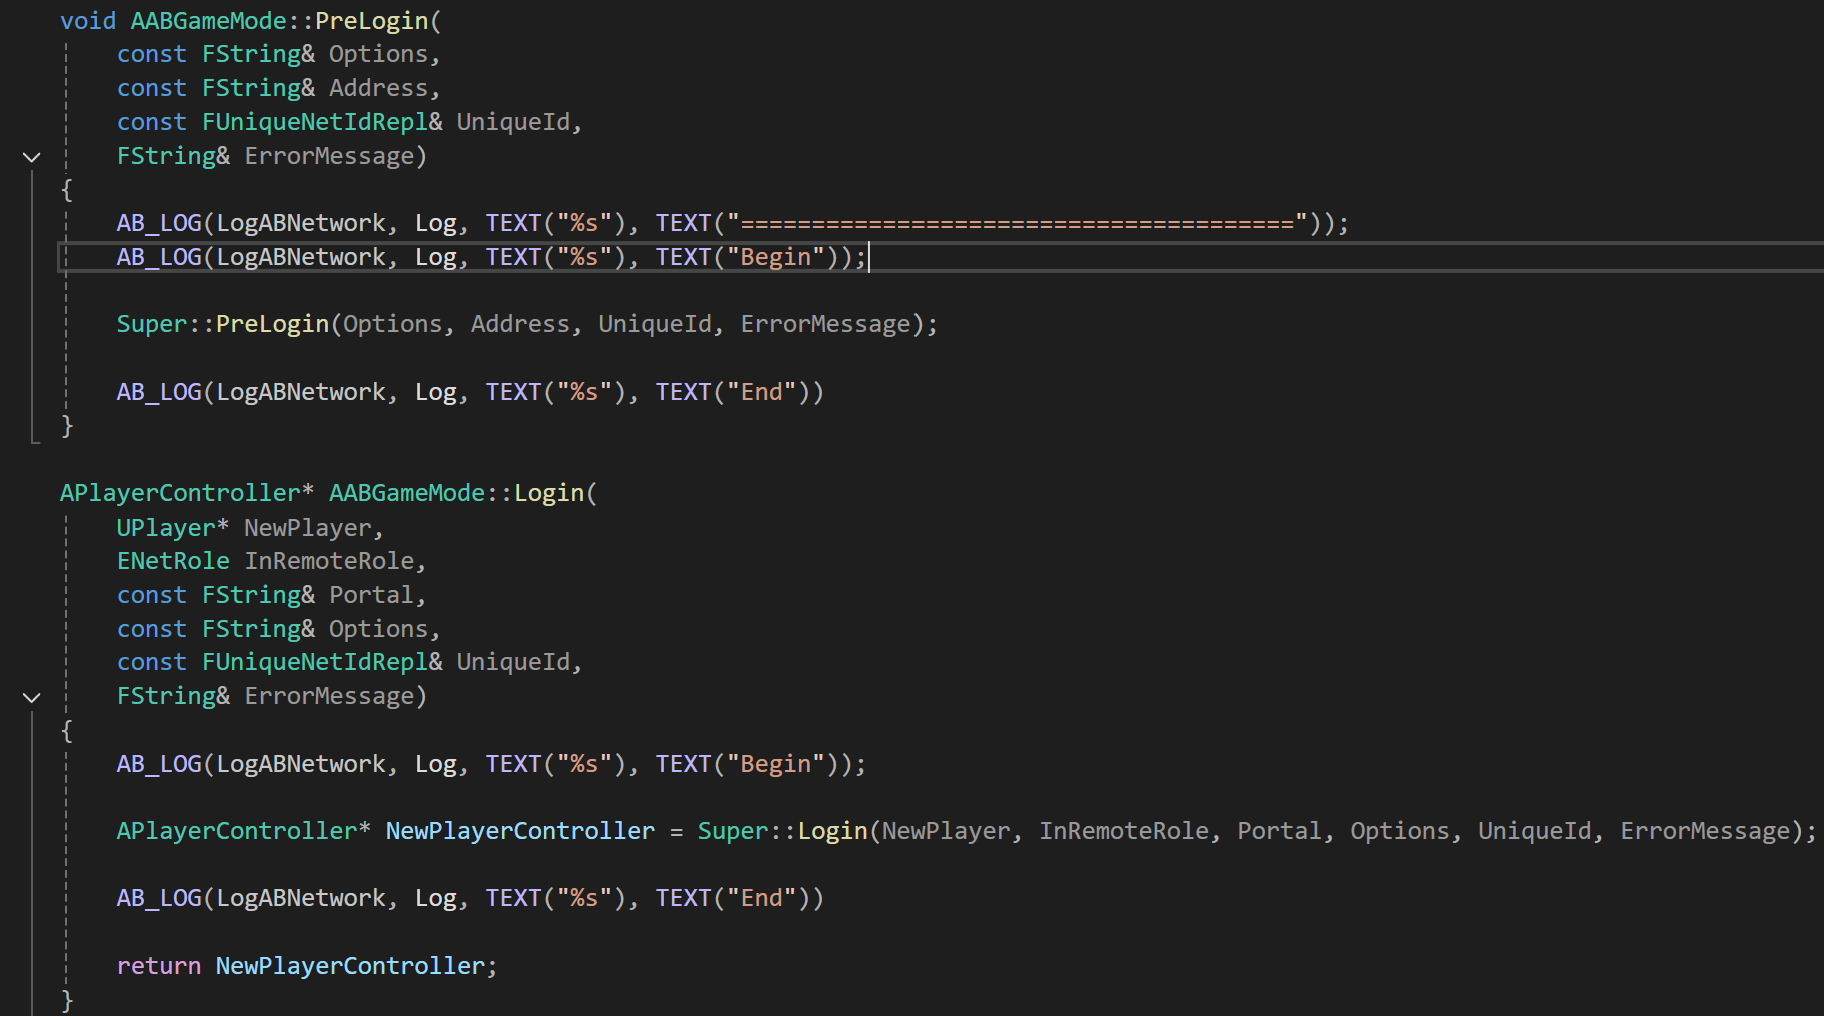 void AABGameMode::PreLogin(
const FString& Options,
const FString& Address,
const FUniqueNetIdRepl& UniqueId,
FString& ErrorMessage)
{
AB_LOG(LogABNetwork, Log, TEXT("%s"), TEXT("======================================="));
AB_LOG(LogABNetwork, Log, TEXT("%s"), TEXT("Begin"));
Super::PreLogin(Options, Address, UniqueId, ErrorMessage);
AB_LOG(LogABNetwork, Log, TEXT("%s"), TEXT("End"))
}
APlayerController* AABGameMode::Login(
UPlayer* NewPlayer,
ENetRole InRemoteRole,
const FString& Portal,
const FString& Options,
const FUniqueNetIdRepl& UniqueId,
FString& ErrorMessage)
{
AB_LOG(LogABNetwork, Log, TEXT("%s"), TEXT("Begin"));
APlayerController* NewPlayerController = Super::Login(NewPlayer, InRemoteRole, Portal, Options, UniqueId, ErrorMessage);
AB_LOG(LogABNetwork, Log, TEXT("%s"), TEXT("End"))
return NewPlayerController;
}